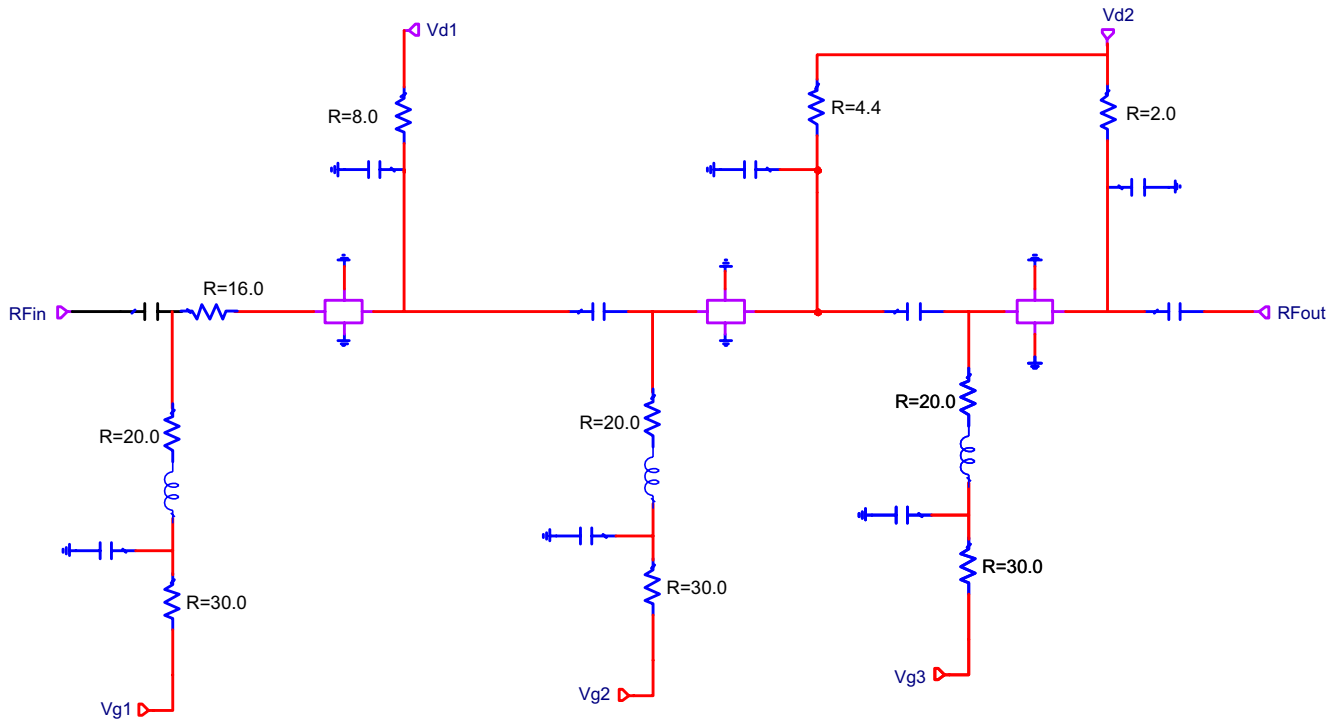 Vd1
Vd2
R=8.0
R=4.4
R=2.0
R=16.0
RFin
RFout
R=20.0
R=20.0
R=20.0
R=30.0
R=30.0
R=30.0
Vg1
Vg2
Vg3